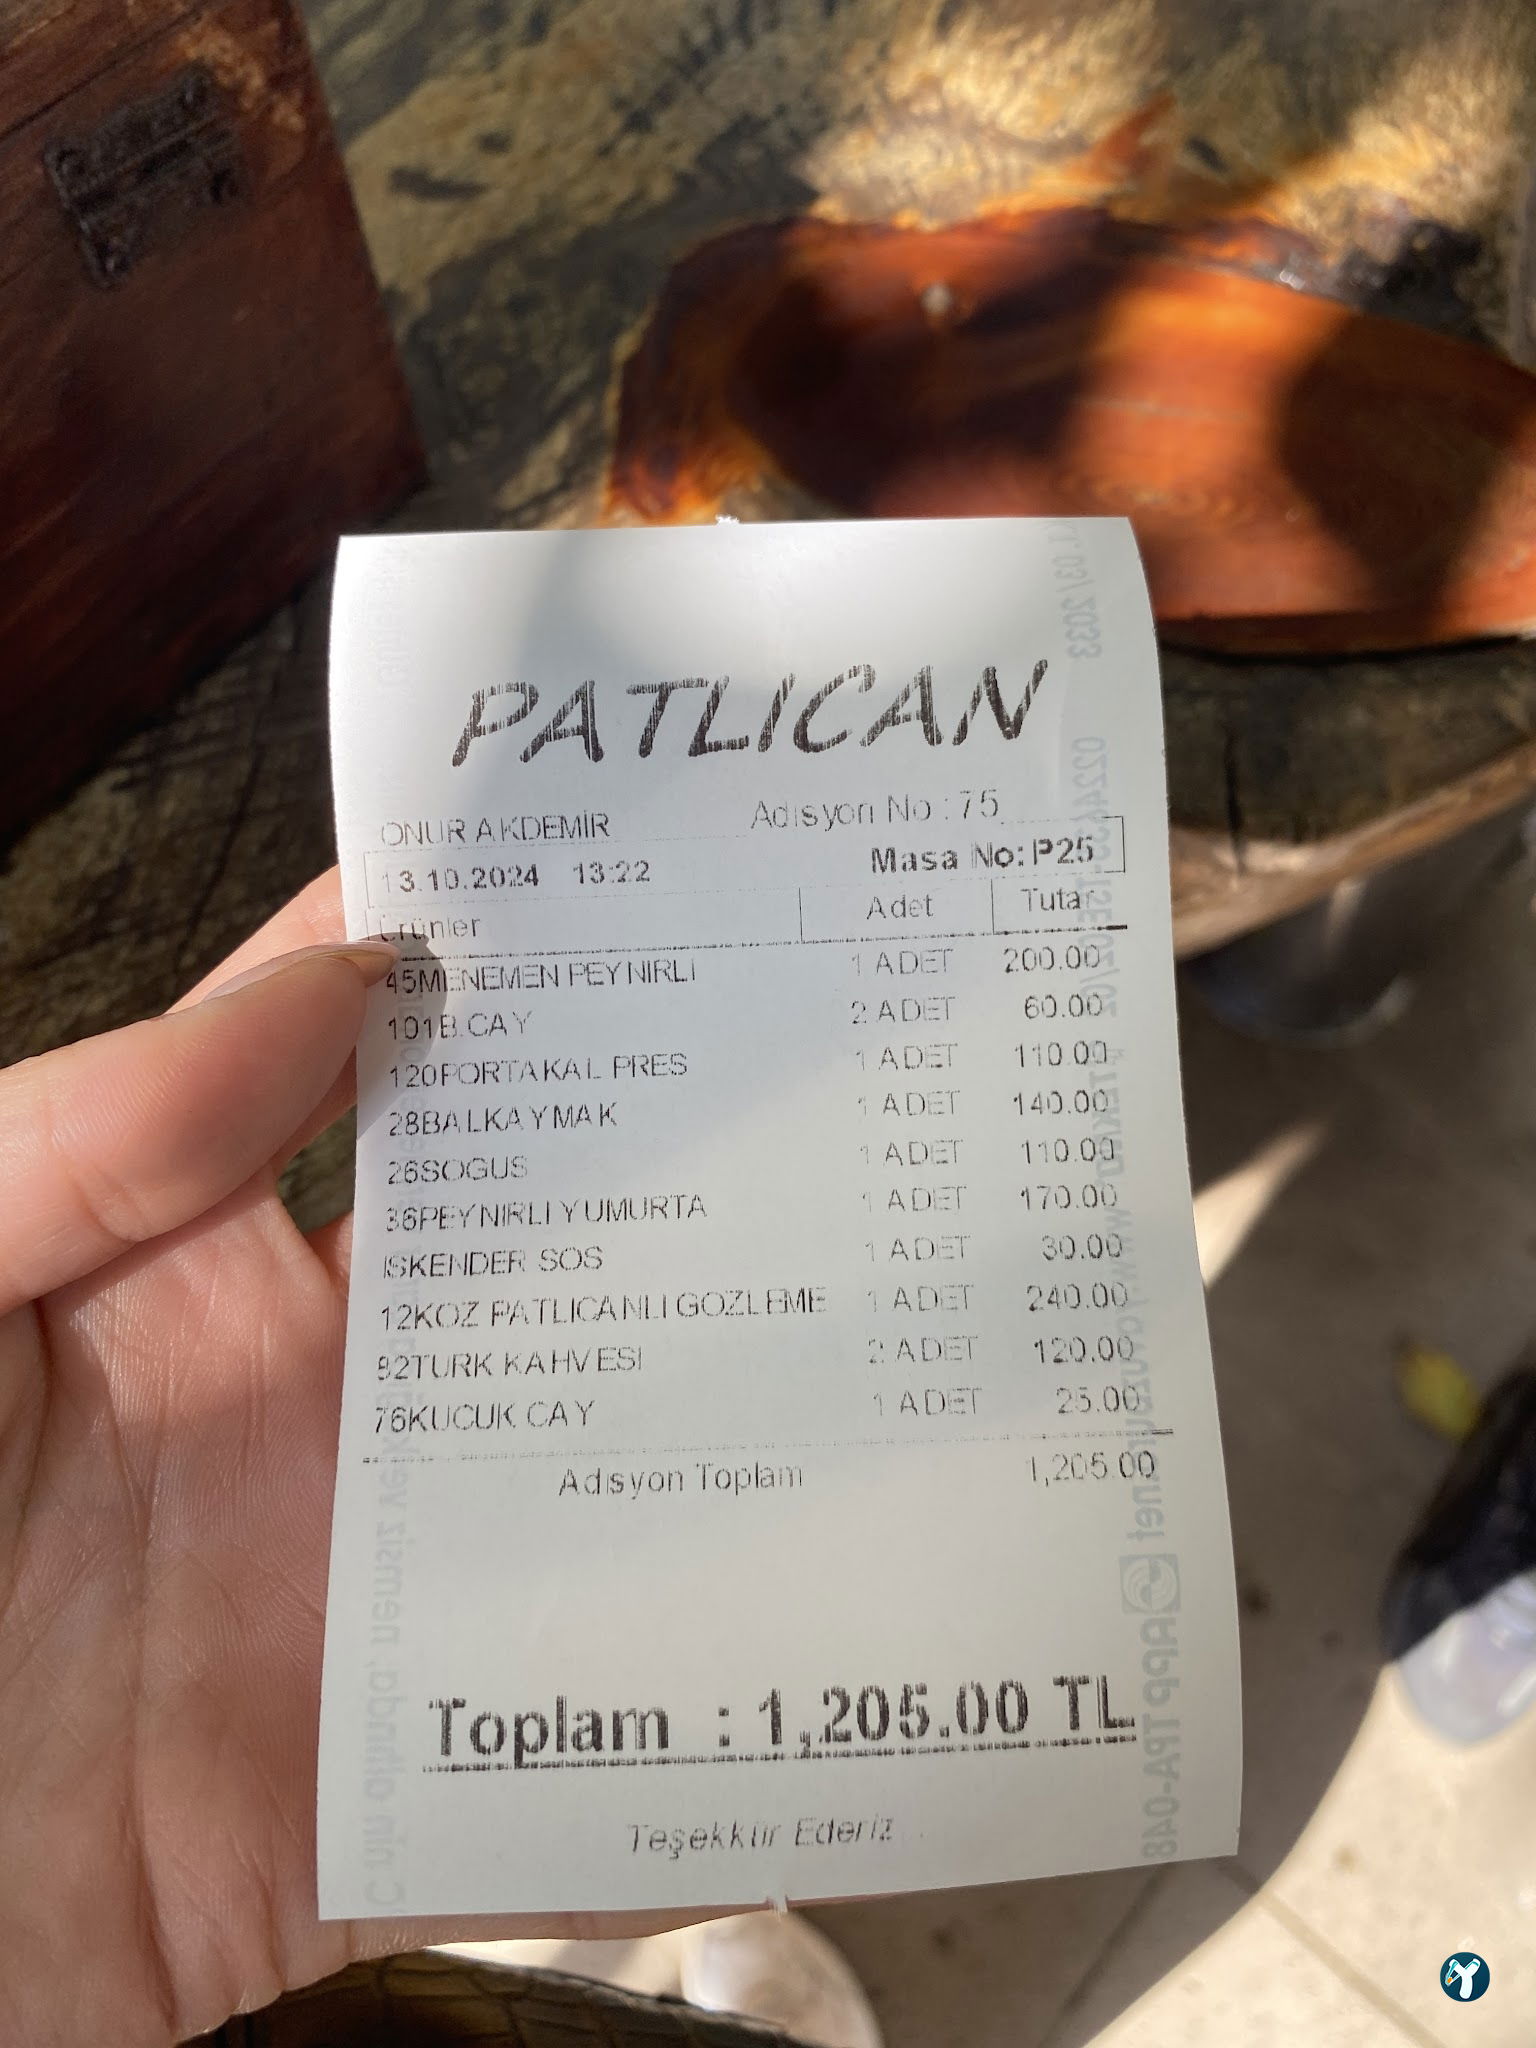 PATLICAN
ONUR AKDEMİR Adisyon No : 75
13.10.2024 13:22 Masa No: P25
Ürünler Adet Tutar
45MENEMEN PEYNIRLI 1 ADET 200.00
101B.CAY 2 ADET 60.00
120PORTAKAL PRES 1 ADET 110.00
28BALKAYMAK 1 ADET 140.00
26SOGUS 1 ADET 110.00
36PEYNIRLI YUMURTA 1 ADET 170.00
ISKENDER SOS 1 ADET 30.00
12KOZ PATLICANLI GOZLEME 1 ADET 240.00
82TURK KAHVESI 2 ADET 120.00
76KUCUK CAY 1 ADET 25.00
Adisyon Toplam 1,205.00
Toplam : 1,205.00 TL
Teşekkür Ederiz